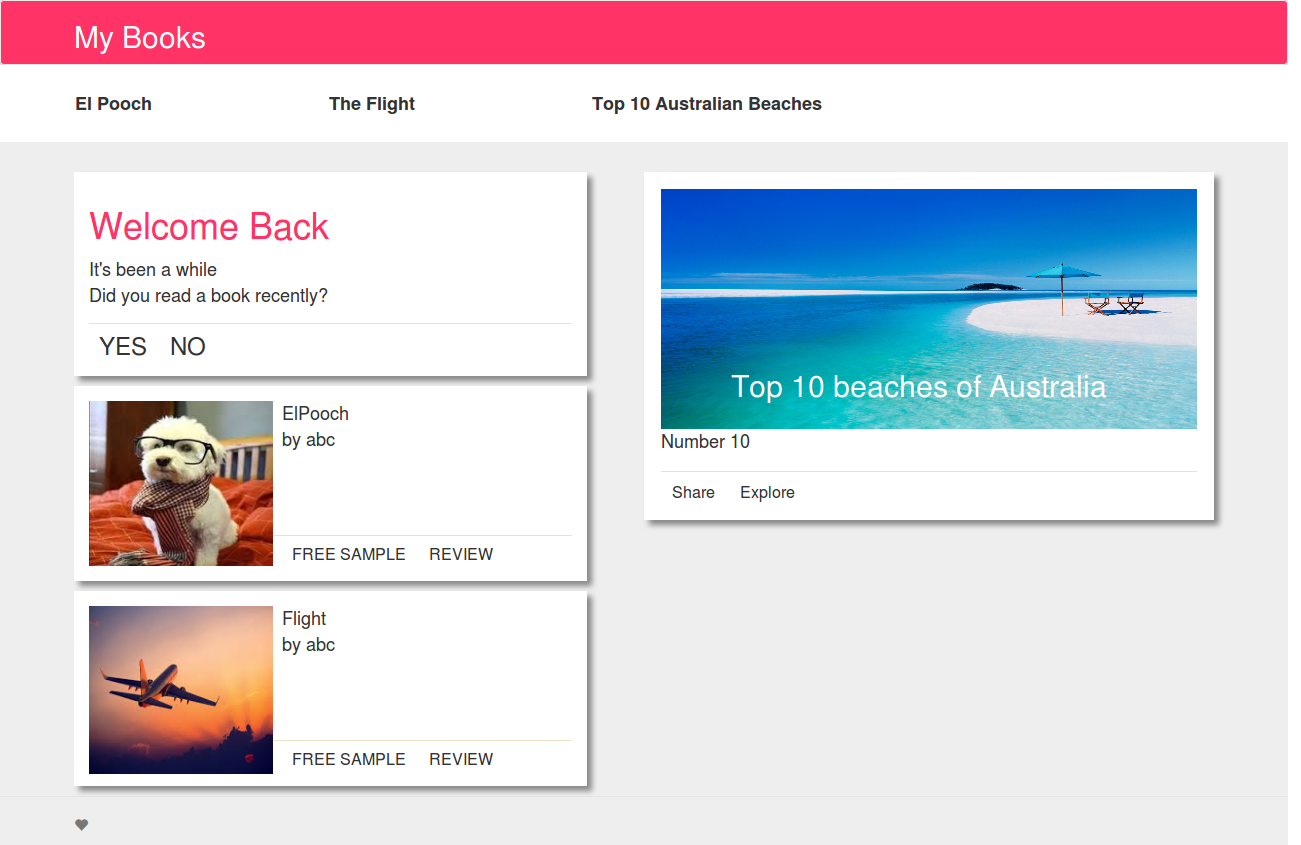 My Books
El Pooch
The Flight
Top 10 Australian Beaches
Welcome Back
It's been a while
Did you read a book recently?
YES NO
ElPooch
by abc
FREE SAMPLE REVIEW
Flight
by abc
FREE SAMPLE REVIEW
Top 10 beaches of Australia
Number 10
Share Explore